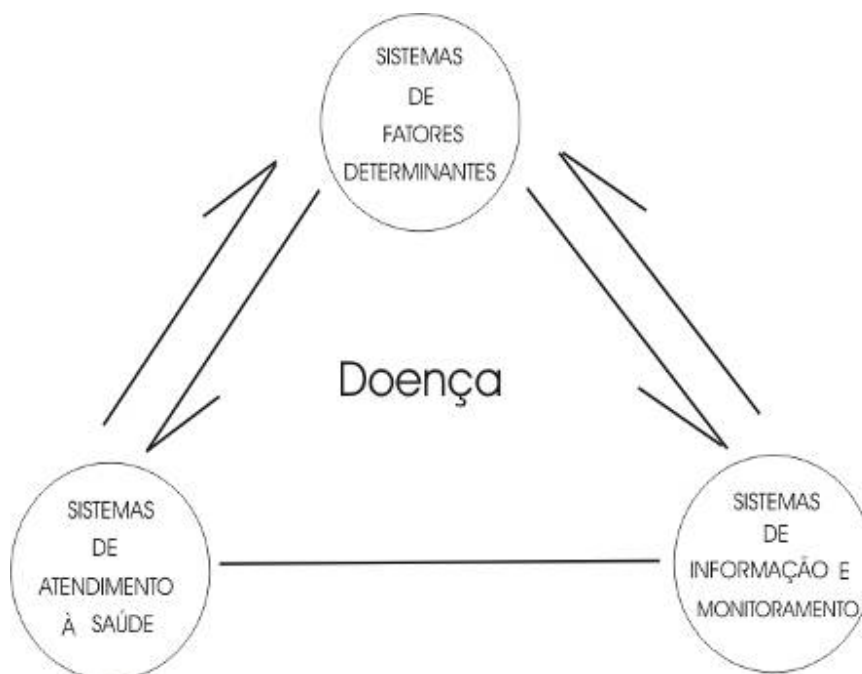 SISTEMAS
DE
FATORES
DETERMINANTES
Doença
SISTEMAS
DE
ATENDIMENTO
À SAÚDE
SISTEMAS
DE
INFORMAÇÃO E
MONITORAMENTO